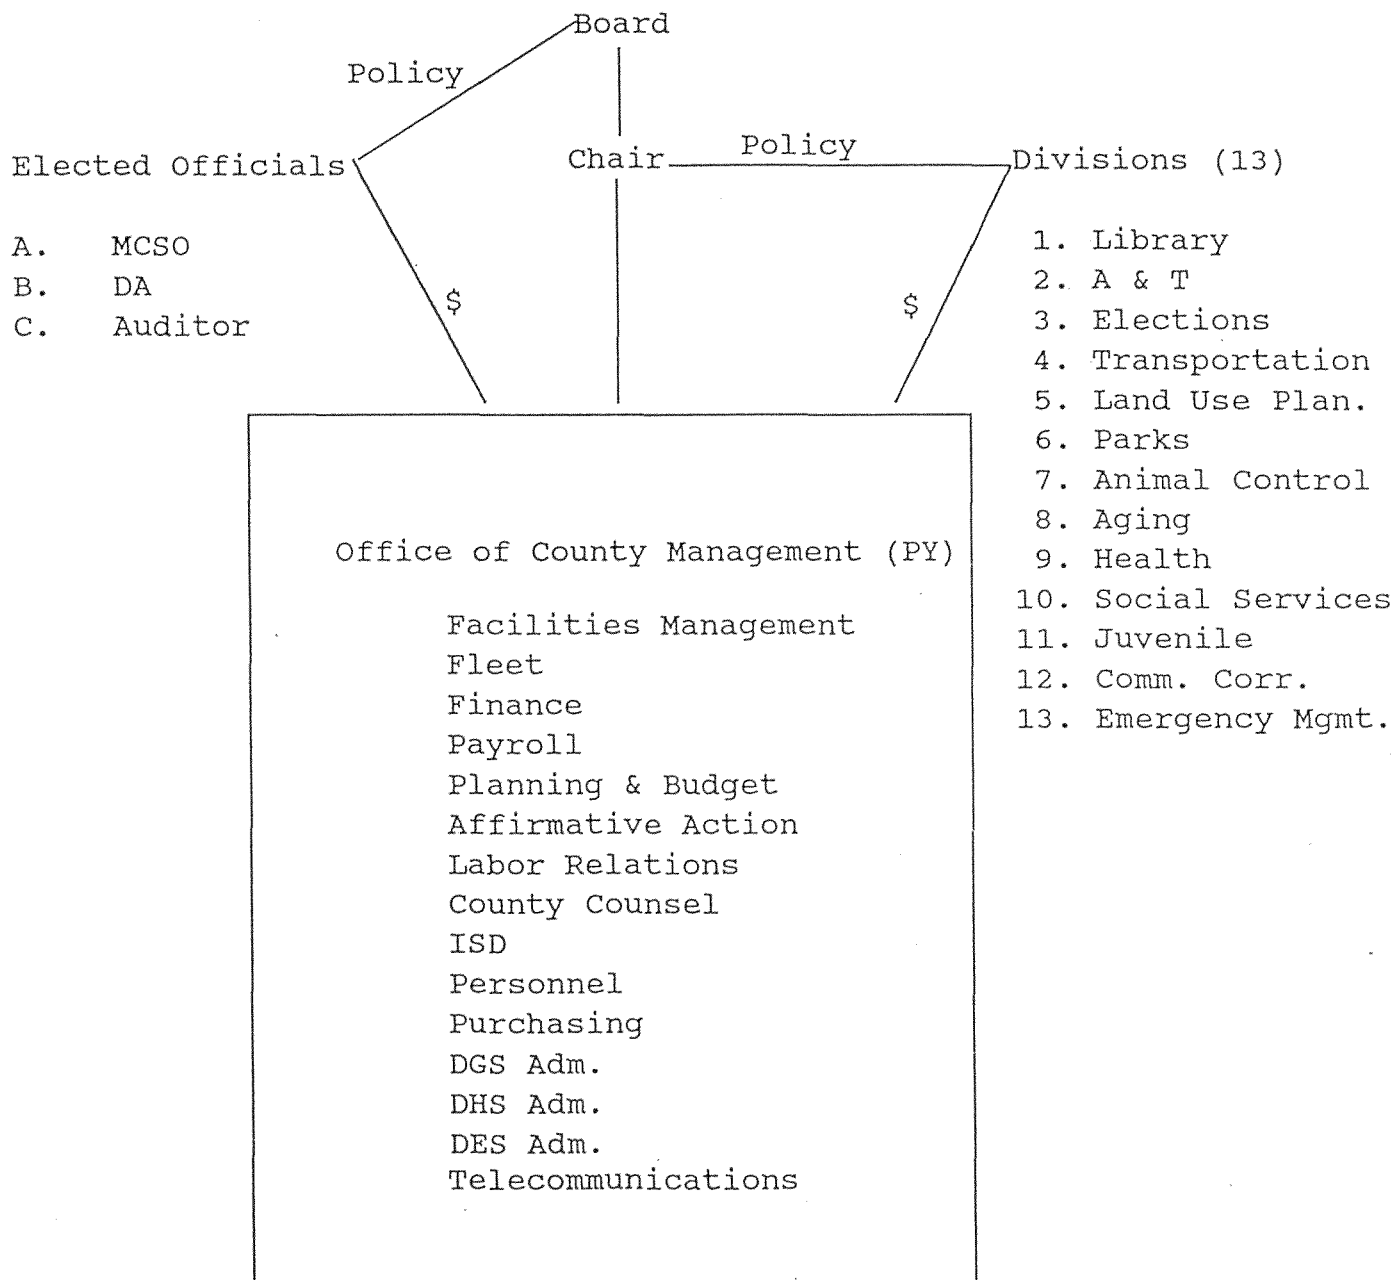 Board
Policy
Elected Officials
Chair
Policy
Divisions (13)
A. MCSO
B. DA
C. Auditor
$
$
1. Library
2. A & T
3. Elections
4. Transportation
5. Land Use Plan.
6. Parks
7. Animal Control
8. Aging
9. Health
10. Social Services
11. Juvenile
12. Comm. Corr.
13. Emergency Mgmt.
Office of County Management (PY)
Facilities Management
Fleet
Finance
Payroll
Planning & Budget
Affirmative Action
Labor Relations
County Counsel
ISD
Personnel
Purchasing
DGS Adm.
DHS Adm.
DES Adm.
Telecommunications